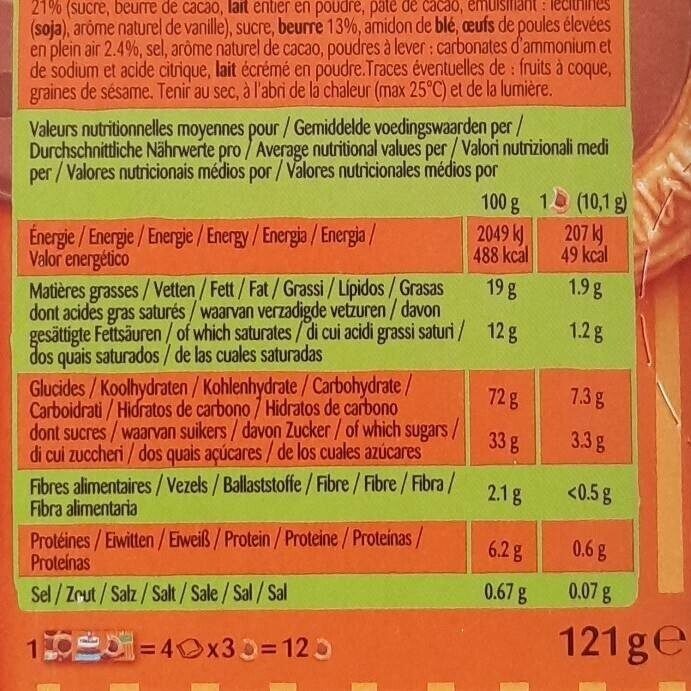 21% (sucre, beurre de cacao, lait entier en poudre, pâte de cacao, émulsifiant : lécithines
(soja), arôme naturel de vanille), sucre, beurre 13%, amidon de blé, œufs de poules élevées
en plein air 2.4%, sel, arôme naturel de cacao, poudres à lever : carbonates d'ammonium et
de sodium et acide citrique, lait écrémé en poudre.Traces éventuelles de : fruits à coque,
graines de sésame. Tenir au sec, à l'abri de la chaleur (max 25°C) et de la lumière.
Valeurs nutritionnelles moyennes pour / Gemiddelde voedingswaarden per /
Durchschnittliche Nährwerte pro / Average nutritional values per / Valori nutrizionali medi
per / Valores nutricionais médios por / Valores nutricionales médios por
100 g 1 (10,1 g)
Énergie / Energie / Energie / Energy / Energia / Energia / 2049 kJ 207 kJ
Valor energético 488 kcal 49 kcal
Matières grasses / Vetten / Fett / Fat / Grassi / Lípidos / Grasas 19 g 1.9 g
dont acides gras saturés / waarvan verzadigde vetzuren / davon
gesättigte Fettsäuren / of which saturates / di cui acidi grassi saturi / 12 g 1.2 g
dos quais saturados / de las cuales saturadas
Glucides / Koolhydraten / Kohlenhydrate / Carbohydrate / 72 g 7.3 g
Carboidrati / Hidratos de carbono / Hidratos de carbono
dont sucres / waarvan suikers / davon Zucker / of which sugars / 33 g 3.3 g
di cui zuccheri / dos quais açúcares / de los cuales azúcares
Fibres alimentaires / Vezels / Ballaststoffe / Fibre / Fibre / Fibra / 2.1 g <0.5 g
Fibra alimentaria
Protéines / Eiwitten / Eiweiß / Protein / Proteine / Proteínas / 6.2 g 0.6 g
Proteínas
Sel / Zout / Salz / Salt / Sale / Sal / Sal 0.67 g 0.07 g
1 = 4 x3 = 12 121 g e